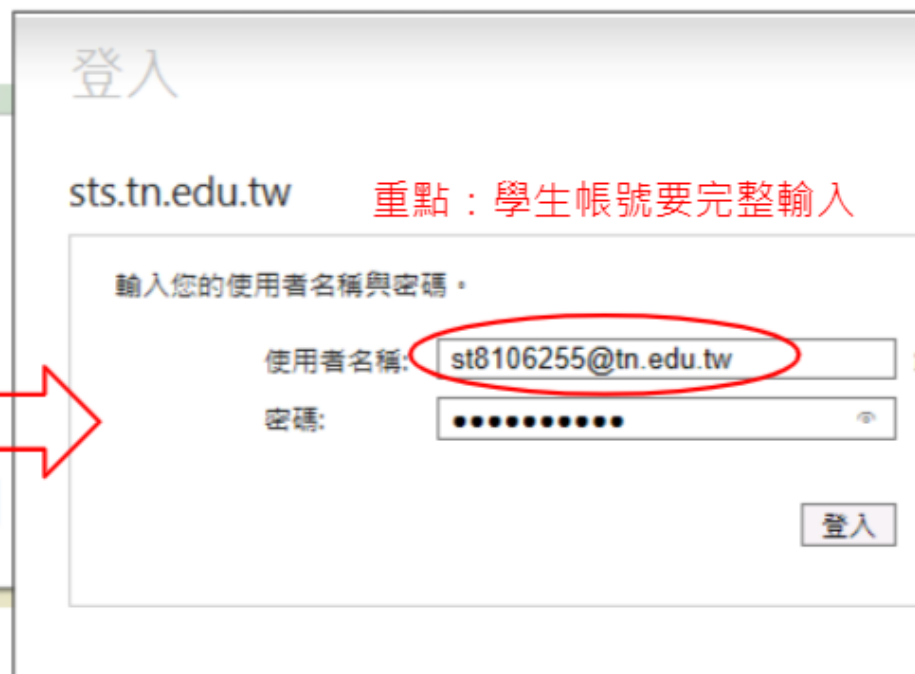 登入
sts.tn.edu.tw 重點：學生帳號要完整輸入
輸入您的使用者名稱與密碼。
使用者名稱: st8106255@tn.edu.tw
密碼: ●●●●●●●●●●
登入